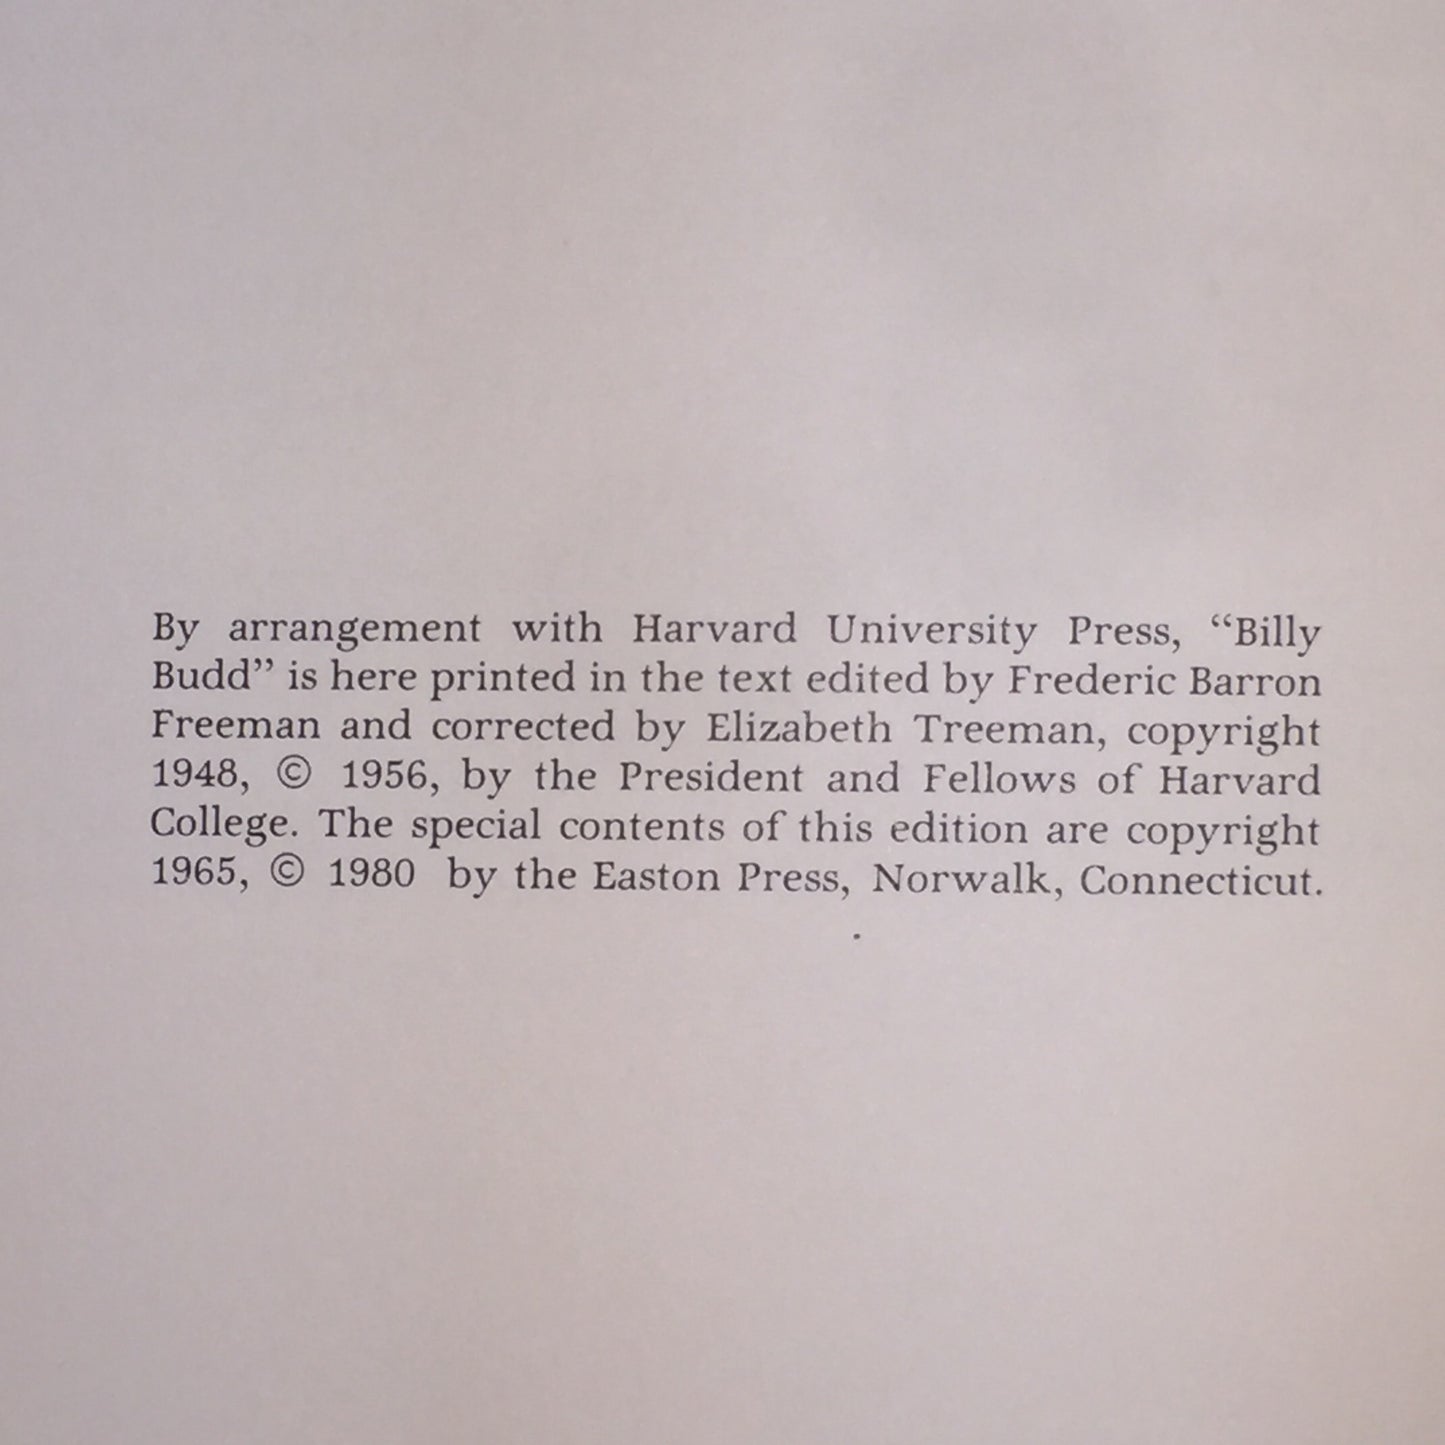 By arrangement with Harvard University Press, “Billy
Budd” is here printed in the text edited by Frederic Barron
Freeman and corrected by Elizabeth Treeman, copyright
1948, © 1956, by the President and Fellows of Harvard
College. The special contents of this edition are copyright
1965, © 1980 by the Easton Press, Norwalk, Connecticut.